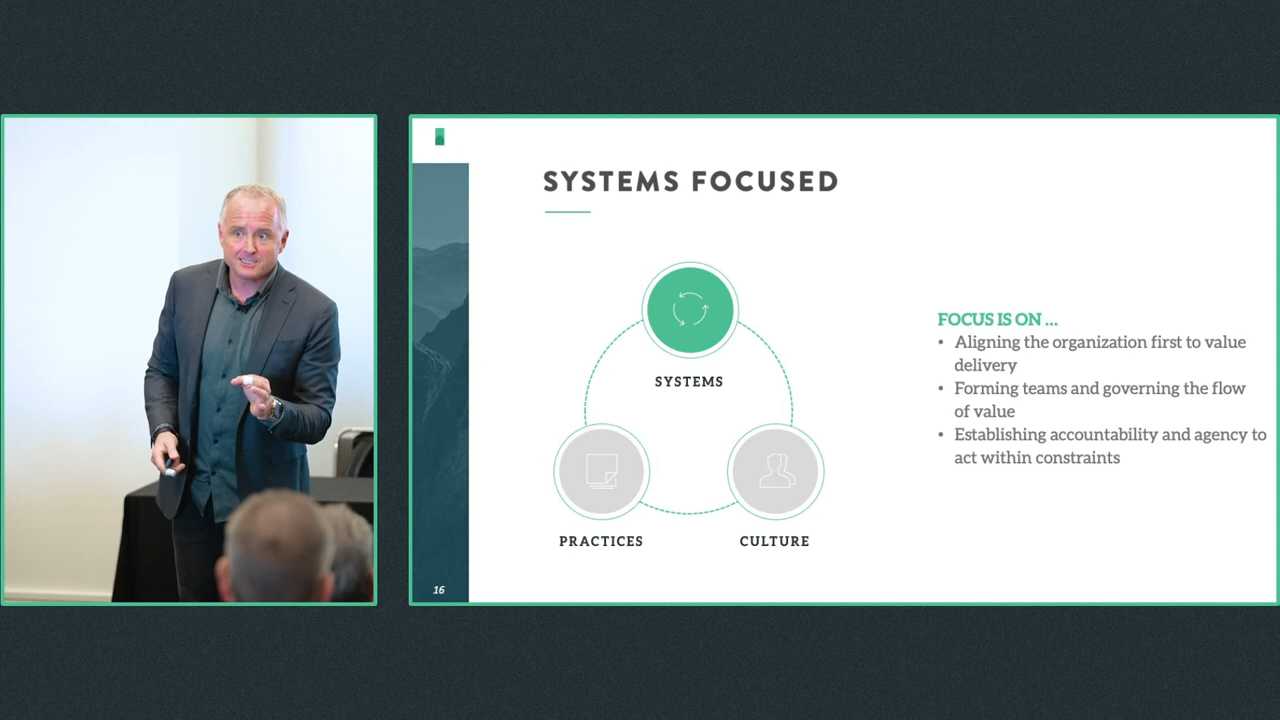 SYSTEMS FOCUSED
SYSTEMS
PRACTICES
CULTURE
FOCUS IS ON ...
• Aligning the organization first to value
delivery
• Forming teams and governing the flow
of value
• Establishing accountability and agency to
act within constraints
16